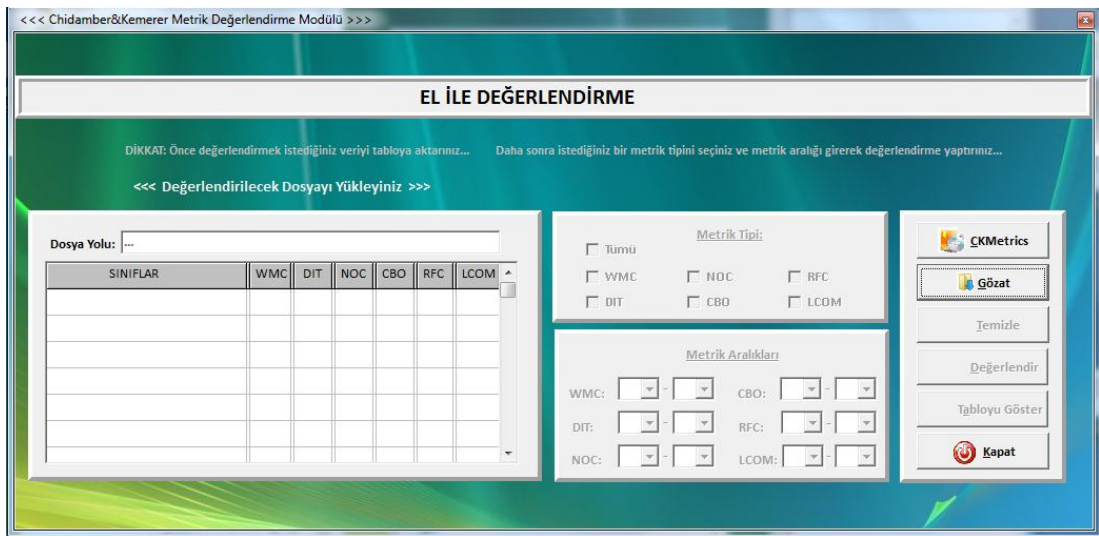 <<< Chidamber&Kemerer Metrik Değerlendirme Modülü >>>
EL İLE DEĞERLENDİRME
DİKKAT: Önce değerlendirmek istediğiniz veriyi tabloya aktarınız... Daha sonra istediğiniz bir metrik tipini seçiniz ve metrik aralığı girerek değerlendirme yaptırınız...
<<< Değerlendirilecek Dosyayı Yükleyiniz >>>
Dosya Yolu: ...
SINIFLAR WMC DIT NOC CBO RFC LCOM
Metrik Tipi:
Tümü
WMC NOC RFC
DIT CBO LCOM
Metrik Aralıkları
WMC: - CBO: -
DIT: - RFC: -
NOC: - LCOM: -
CKMetrics
Gözat
Temizle
Değerlendir
Tabloyu Göster
Kapat